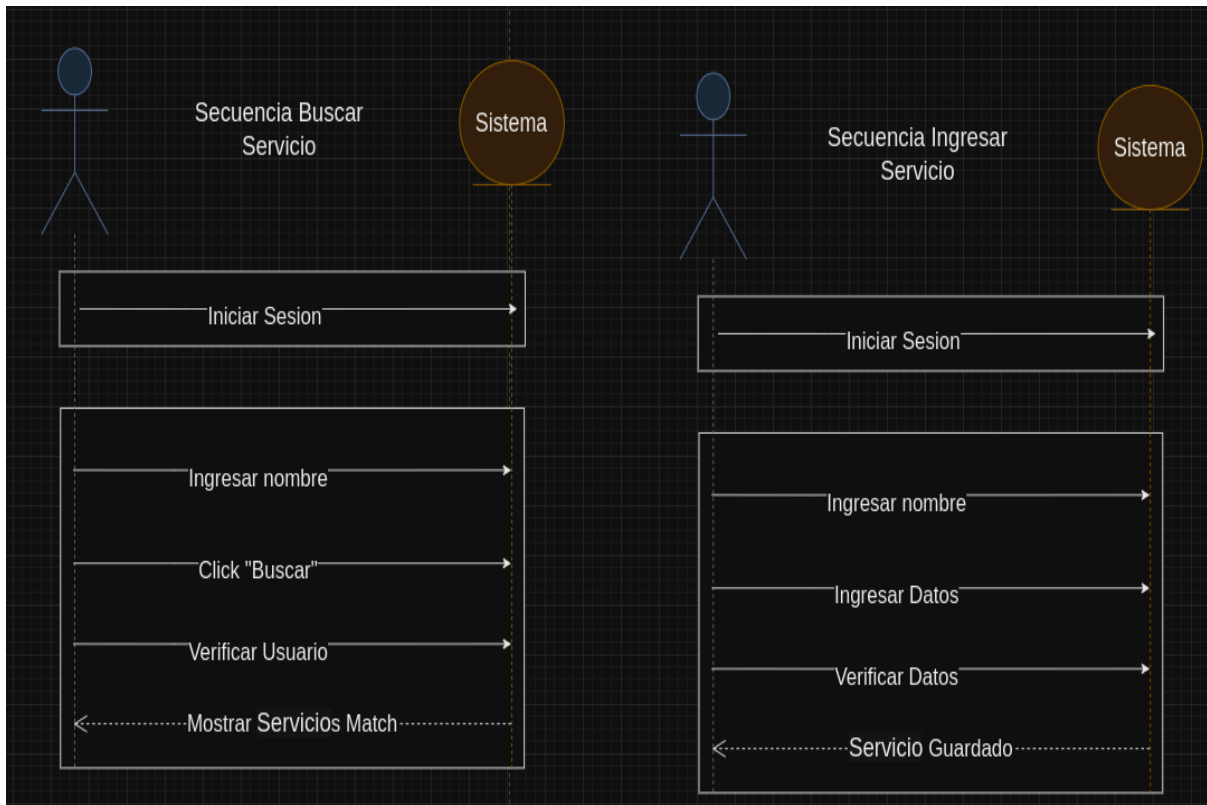 Secuencia Buscar
Servicio
Sistema
Iniciar Sesion
Ingresar nombre
Click "Buscar"
Verificar Usuario
Mostrar Servicios Match
Secuencia Ingresar
Servicio
Sistema
Iniciar Sesion
Ingresar nombre
Ingresar Datos
Verificar Datos
Servicio Guardado